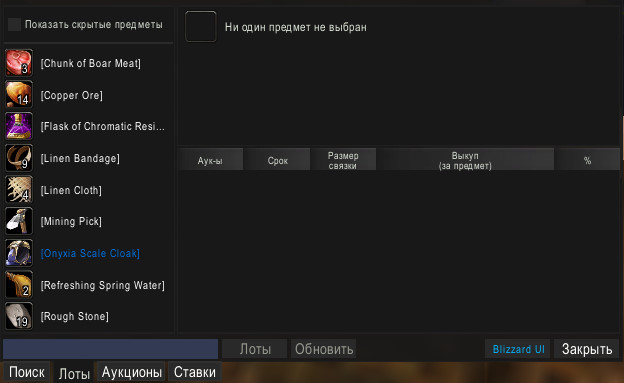 Показать скрытые предметы
Ни один предмет не выбран
3
[Chunk of Boar Meat]
14
[Copper Ore]
[Flask of Chromatic Resi...
9
[Linen Bandage]
4
[Linen Cloth]
[Mining Pick]
[Onyxia Scale Cloak]
2
[Refreshing Spring Water]
19
[Rough Stone]
Аук-ы
Срок
Размер
связки
Выкуп
(за предмет)
%
Лоты
Обновить
Blizzard UI
Закрыть
Поиск
Лоты
Аукционы
Ставки